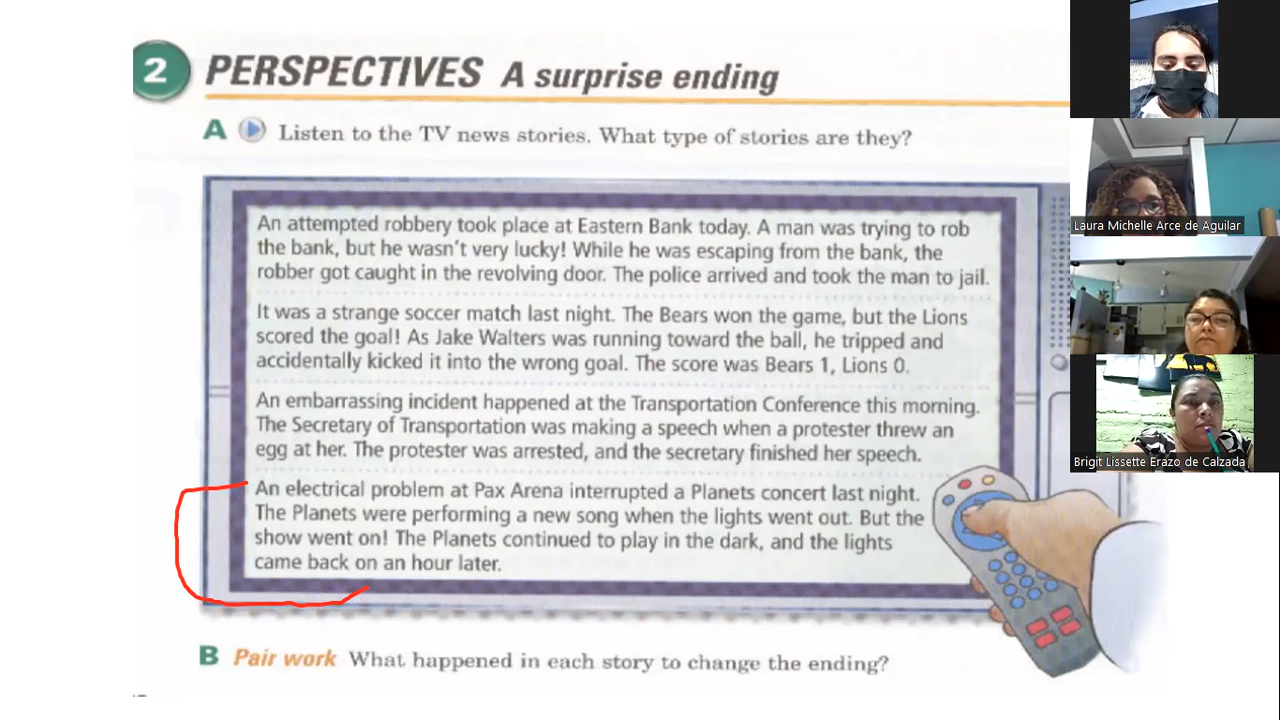 2 PERSPECTIVES A surprise ending
A Listen to the TV news stories. What type of stories are they?
An attempted robbery took place at Eastern Bank today. A man was trying to rob
the bank, but he wasn't very lucky! While he was escaping from the bank, the
robber got caught in the revolving door. The police arrived and took the man to jail.
It was a strange soccer match last night. The Bears won the game, but the Lions
scored the goal! As Jake Walters was running toward the ball, he tripped and
accidentally kicked it into the wrong goal. The score was Bears 1, Lions 0.
An embarrassing incident happened at the Transportation Conference this morning.
The Secretary of Transportation was making a speech when a protester threw an
egg at her. The protester was arrested, and the secretary finished her speech.
An electrical problem at Pax Arena interrupted a Planets concert last night.
The Planets were performing a new song when the lights went out. But the
show went on! The Planets continued to play in the dark, and the lights
came back on an hour later.
B Pair work What happened in each story to change the ending?
Laura Michelle Arce de Aguilar
Brigit Lissette Erazo de Calzada